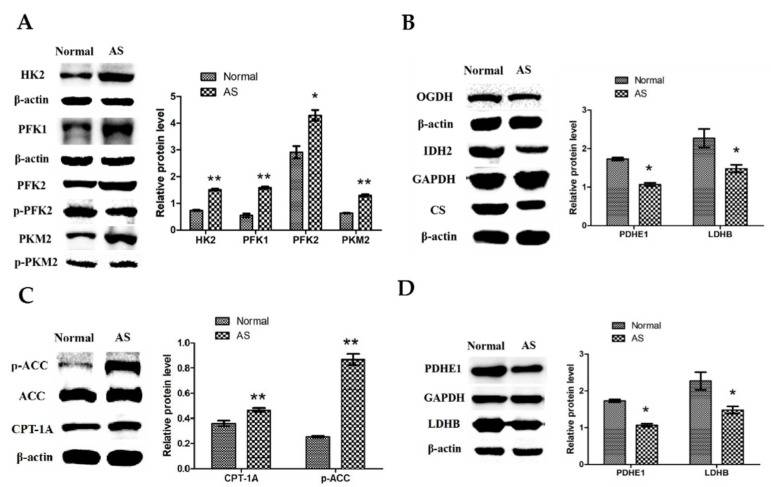 A
Normal AS
HK2
β-actin
PFK1
β-actin
PFK2
p-PFK2
PKM2
p-PKM2
Normal
AS
Relative protein level
5
4
3
2
1
0
** ** * **
HK2 PFK1 PFK2 PKM2
B
Normal AS
OGDH
β-actin
IDH2
GAPDH
CS
β-actin
Normal
AS
Relative protein level
3
2
1
0
* *
PDHE1 LDHB
C
Normal AS
p-ACC
ACC
CPT-1A
β-actin
Normal
AS
Relative protein level
1.0
0.8
0.6
0.4
0.2
0.0
** **
CPT-1A p-ACC
D
Normal AS
PDHE1
GAPDH
LDHB
β-actin
Normal
AS
Relative protein level
3
2
1
0
* *
PDHE1 LDHB